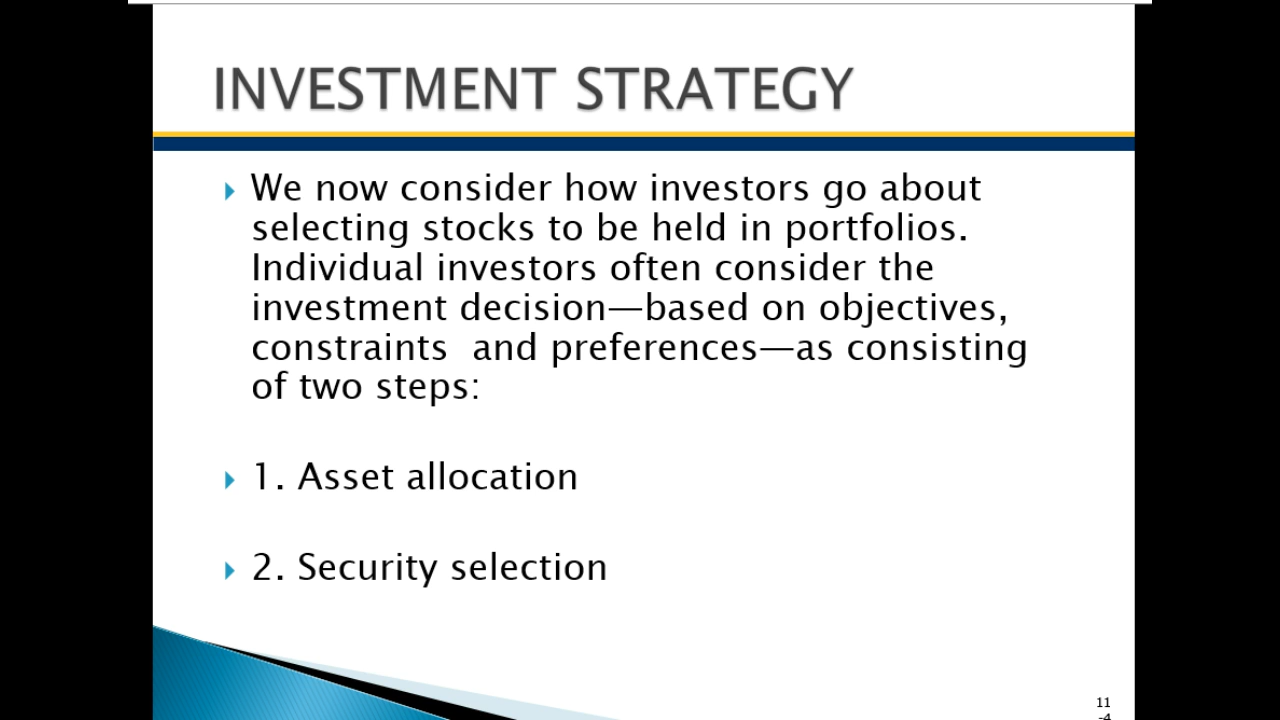 INVESTMENT STRATEGY
We now consider how investors go about
selecting stocks to be held in portfolios.
Individual investors often consider the
investment decision—based on objectives,
constraints  and preferences—as consisting
of two steps:
1. Asset allocation
2. Security selection
11
-4